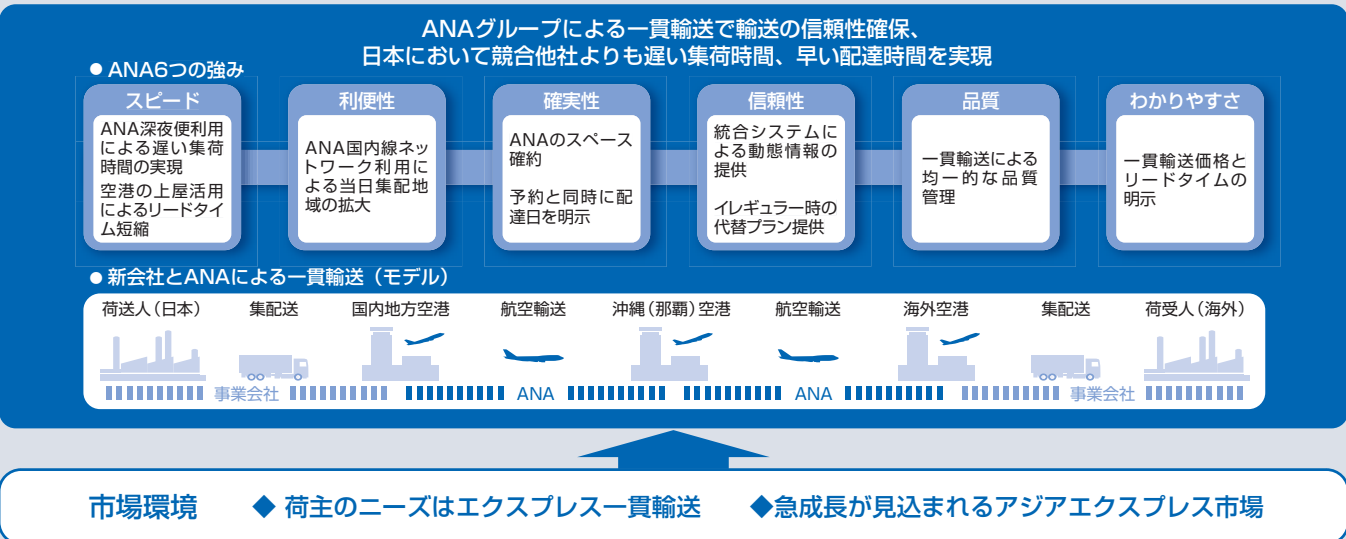 ANAグループによる一貫輸送で輸送の信頼性確保、
日本において競合他社よりも遅い集荷時間、早い配達時間を実現
● ANA6つの強み
スピード
ANA深夜便利用
による遅い集荷
時間の実現
空港の上屋活用
によるリードタイ
ム短縮
利便性
ANA国内線ネッ
トワーク利用に
よる当日集配地
域の拡大
確実性
ANAのスペース
確約
予約と同時に配
達日を明示
信頼性
統合システムに
よる動態情報の
提供
イレギュラー時の
代替プラン提供
品質
一貫輸送による
均一的な品質
管理
わかりやすさ
一貫輸送価格と
リードタイムの
明示
● 新会社とANAによる一貫輸送（モデル）
荷送人（日本） 集配送 国内地方空港 航空輸送 沖縄（那覇）空港 航空輸送 海外空港 集配送 荷受人（海外）
事業会社 ANA ANA 事業会社
市場環境 ◆ 荷主のニーズはエクスプレス一貫輸送 ◆急成長が見込まれるアジアエクスプレス市場